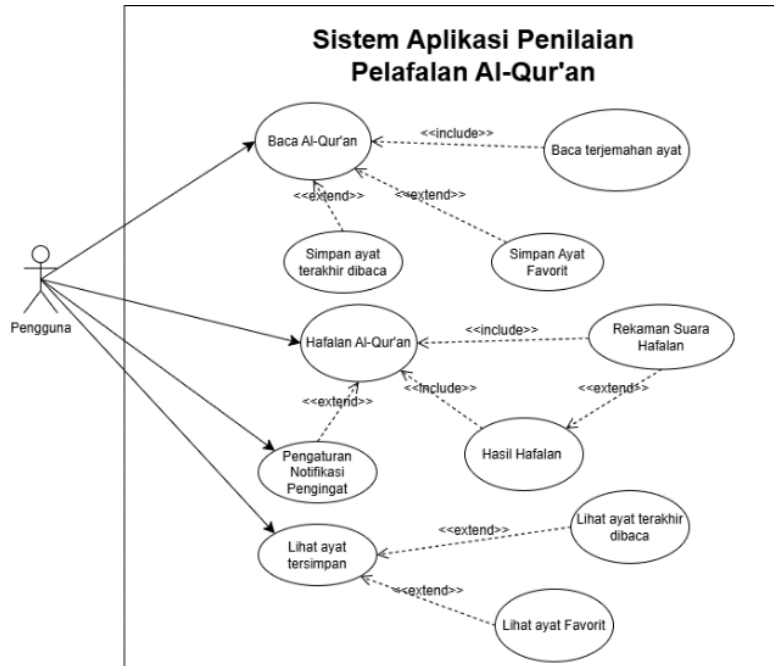 Sistem Aplikasi Penilaian
Pelafalan Al-Qur'an
Baca Al-Qur'an
<<include>>
Baca terjemahan ayat
<<extend>>
<<extend>>
Simpan ayat
terakhir dibaca
Simpan Ayat
Favorit
Pengguna
Hafalan Al-Qur'an
<<include>>
Rekaman Suara
Hafalan
<<extend>>
<<include>>
<<extend>>
Pengaturan
Notifikasi
Pengingat
Hasil Hafalan
Lihat ayat
tersimpan
<<extend>>
Lihat ayat terakhir
dibaca
<<extend>>
Lihat ayat Favorit